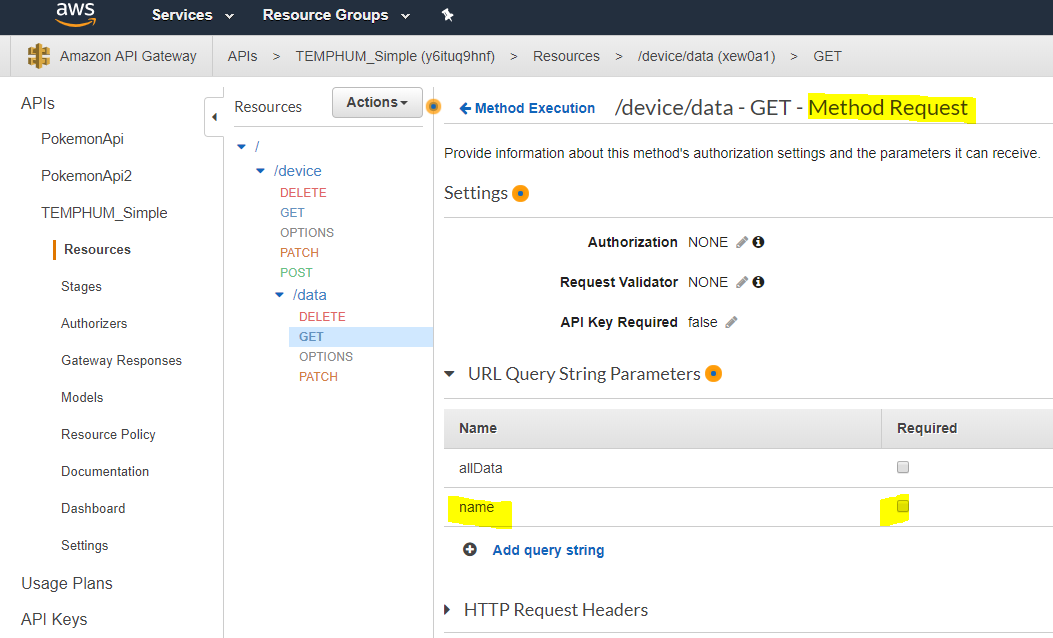 aws
Services
Resource Groups
Amazon API Gateway
APIs > TEMPHUM_Simple (y6ituq9hnf) > Resources > /device/data (xew0a1) > GET
APIs
PokemonApi
PokemonApi2
TEMPHUM_Simple
Resources
Stages
Authorizers
Gateway Responses
Models
Resource Policy
Documentation
Dashboard
Settings
Usage Plans
API Keys
Resources
Actions
/
/device
DELETE
GET
OPTIONS
PATCH
POST
/data
DELETE
GET
OPTIONS
PATCH
Method Execution
/device/data - GET - Method Request
Provide information about this method's authorization settings and the parameters it can receive.
Settings
Authorization NONE
Request Validator NONE
API Key Required false
URL Query String Parameters
Name Required
allData
name
Add query string
HTTP Request Headers